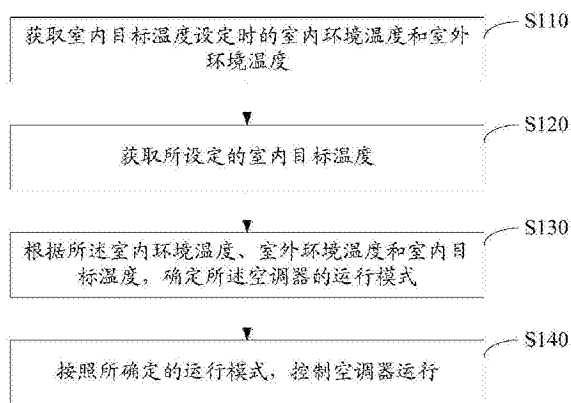 S110
获取室内目标温度设定时的室内环境温度和室外
环境温度
S120
获取所设定的室内目标温度
S130
根据所述室内环境温度、室外环境温度和室内目
标温度，确定所述空调器的运行模式
S140
按照所确定的运行模式，控制空调器运行